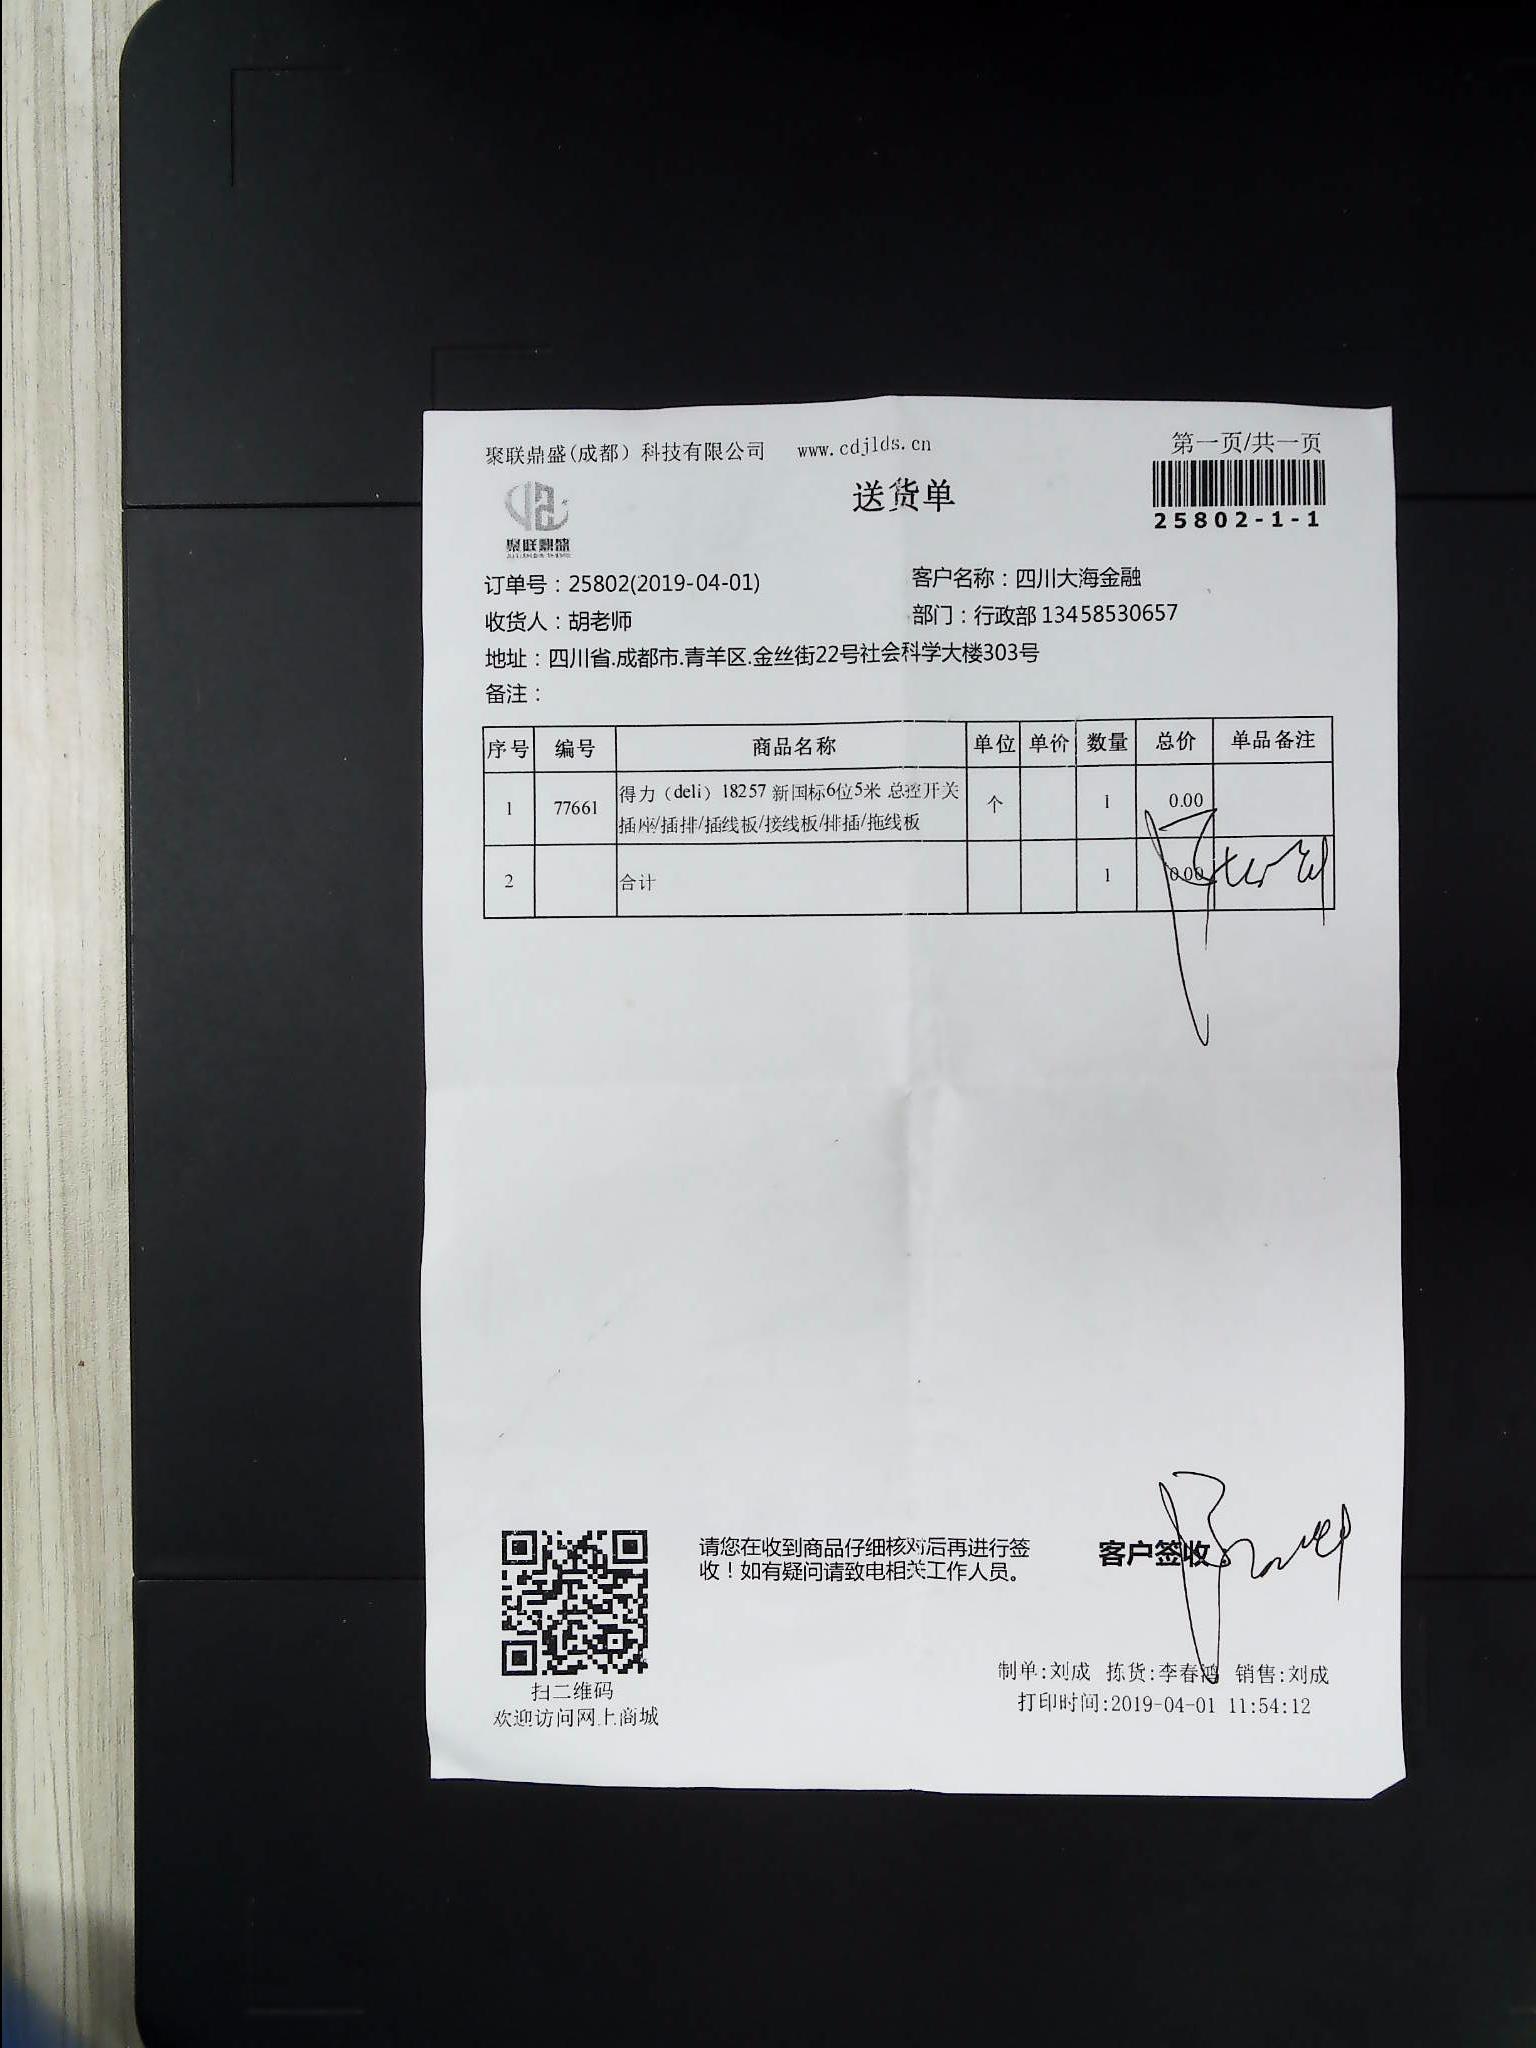 聚联鼎盛(成都) 科技有限公司 www.cdjlds.cn
第一页/共一页
聚联鼎盛
送货单
25802-1-1
订单号：25802(2019-04-01) 客户名称：四川大海金融
收货人：胡老师 部门：行政部 13458530657
地址：四川省.成都市.青羊区.金丝街22号社会科学大楼303号
备注：
序号 编号 商品名称 单位 单价 数量 总价 单品备注
1 77661 得力（deli）18257 新国标6位5米 总控开关 个 1 0.00
插座/插排/插线板/接线板/排插/拖线板
2 合计 1 0.00
请您在收到商品仔细核对后再进行签
收！如有疑问请致电相关工作人员。
客户签收：
制单:刘成 拣货:李春鸿 销售:刘成
打印时间:2019-04-01 11:54:12
扫二维码
欢迎访问网上商城